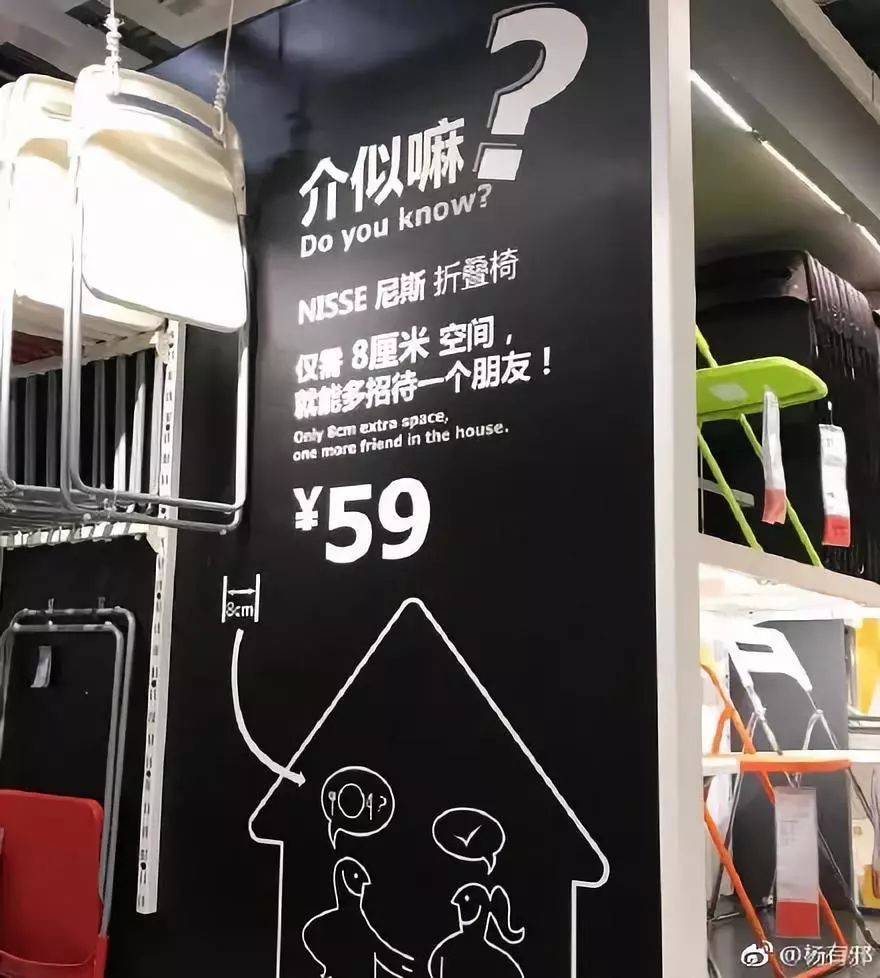 介似嘛?
Do you know?
NISSE 尼斯 折叠椅
仅需 8厘米 空间，
就能多招待一个朋友！
Only 8cm extra space,
one more friend in the house.
¥59
8cm
?
@杨有邪